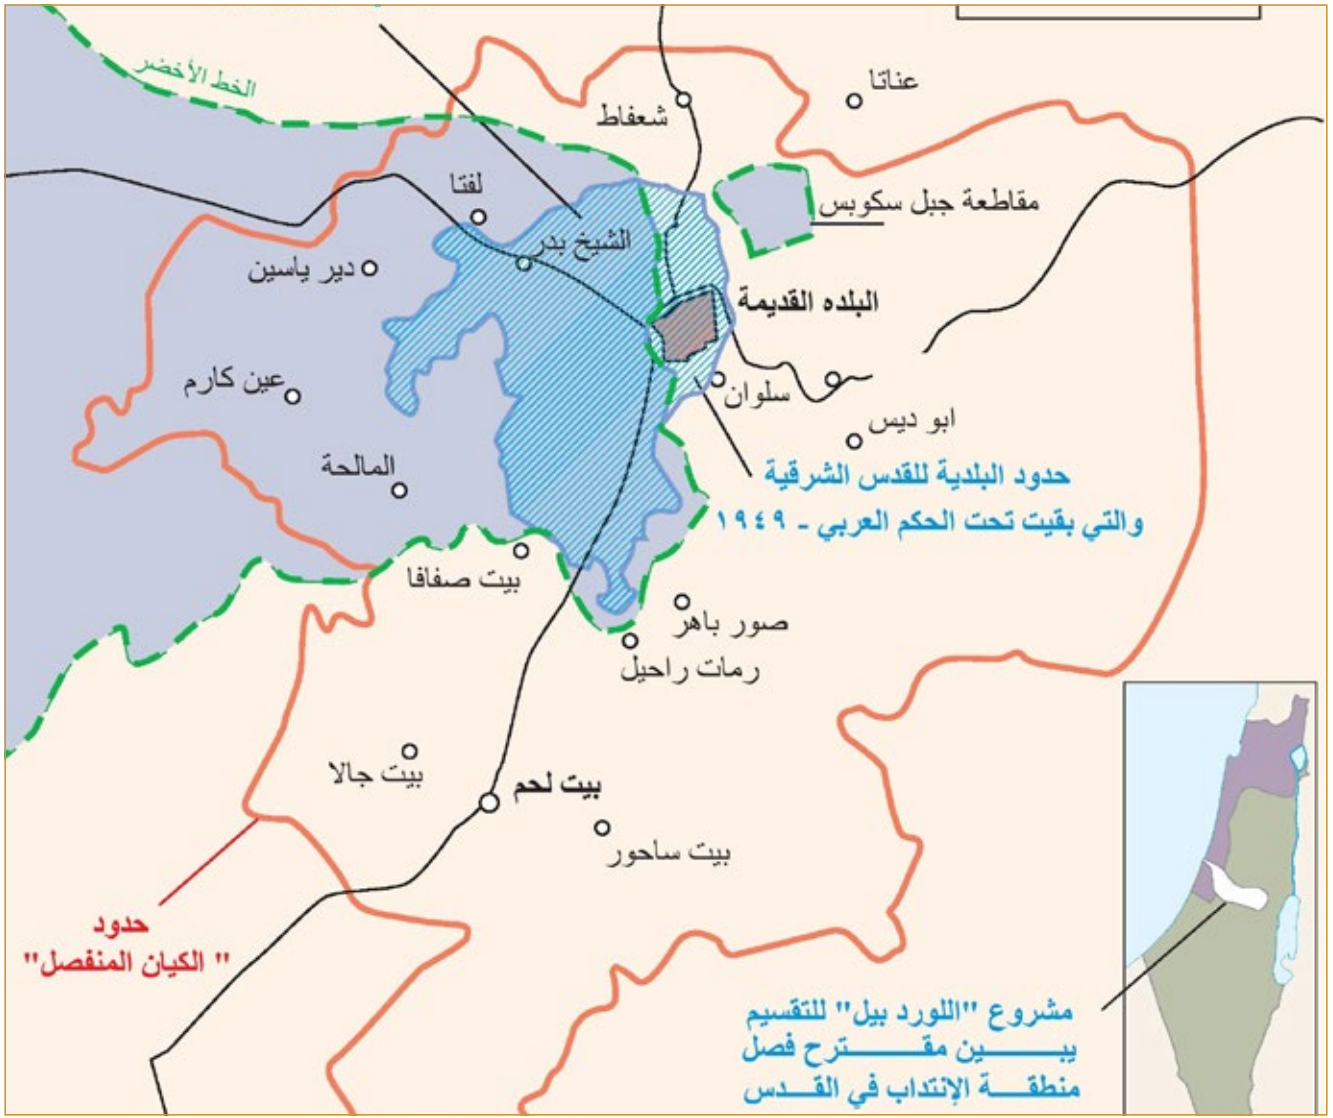 الخط الأخضر
عناتا
شعفاط
لفتا
مقاطعة جبل سكوبس
الشيخ بدر
دير ياسين
البلده القديمة
عين كارم
سلوان
ابو ديس
المالحة
حدود البلدية للقدس الشرقية
والتي بقيت تحت الحكم العربي - ١٩٤٩
بيت صفافا
صور باهر
رمات راحيل
بيت جالا
بيت لحم
بيت ساحور
حدود
" الكيان المنفصل"
مشروع "اللورد بيل" للتقسيم
يبـــــين مقـــــترح فصل
منطقـــة الإنتداب في القـــدس